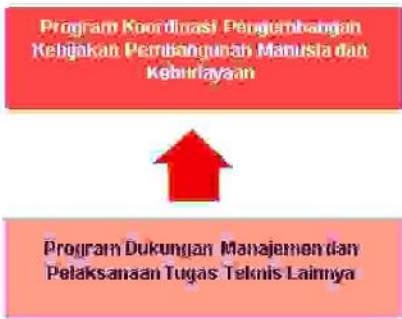 Program Koordinasi Pengembangan
Kebijakan Pembangunan Manusia dan
Kebudayaan
Program Dukungan Manajemen dan
Pelaksanaan Tugas Teknis Lainnya